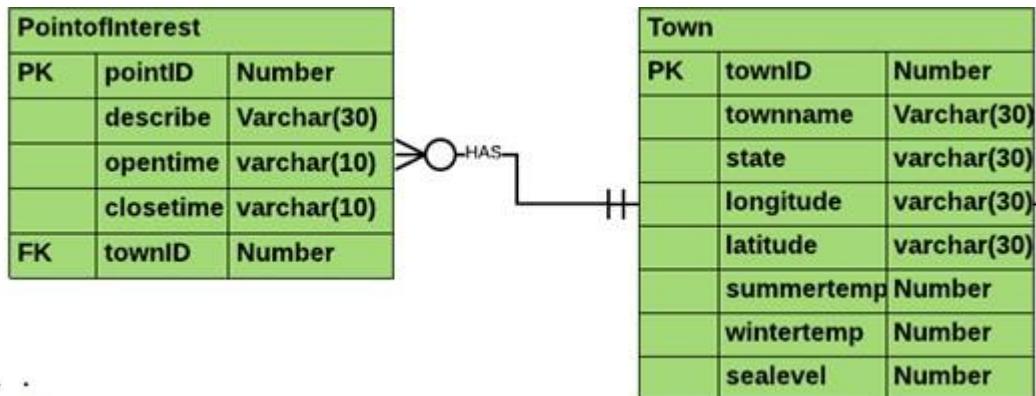 PointofInterest
PK pointID Number
describe Varchar(30)
opentime varchar(10)
closetime varchar(10)
FK townID Number
HAS
Town
PK townID Number
townname Varchar(30)
state varchar(30)
longitude varchar(30)
latitude varchar(30)
summertemp Number
wintertemp Number
sealevel Number